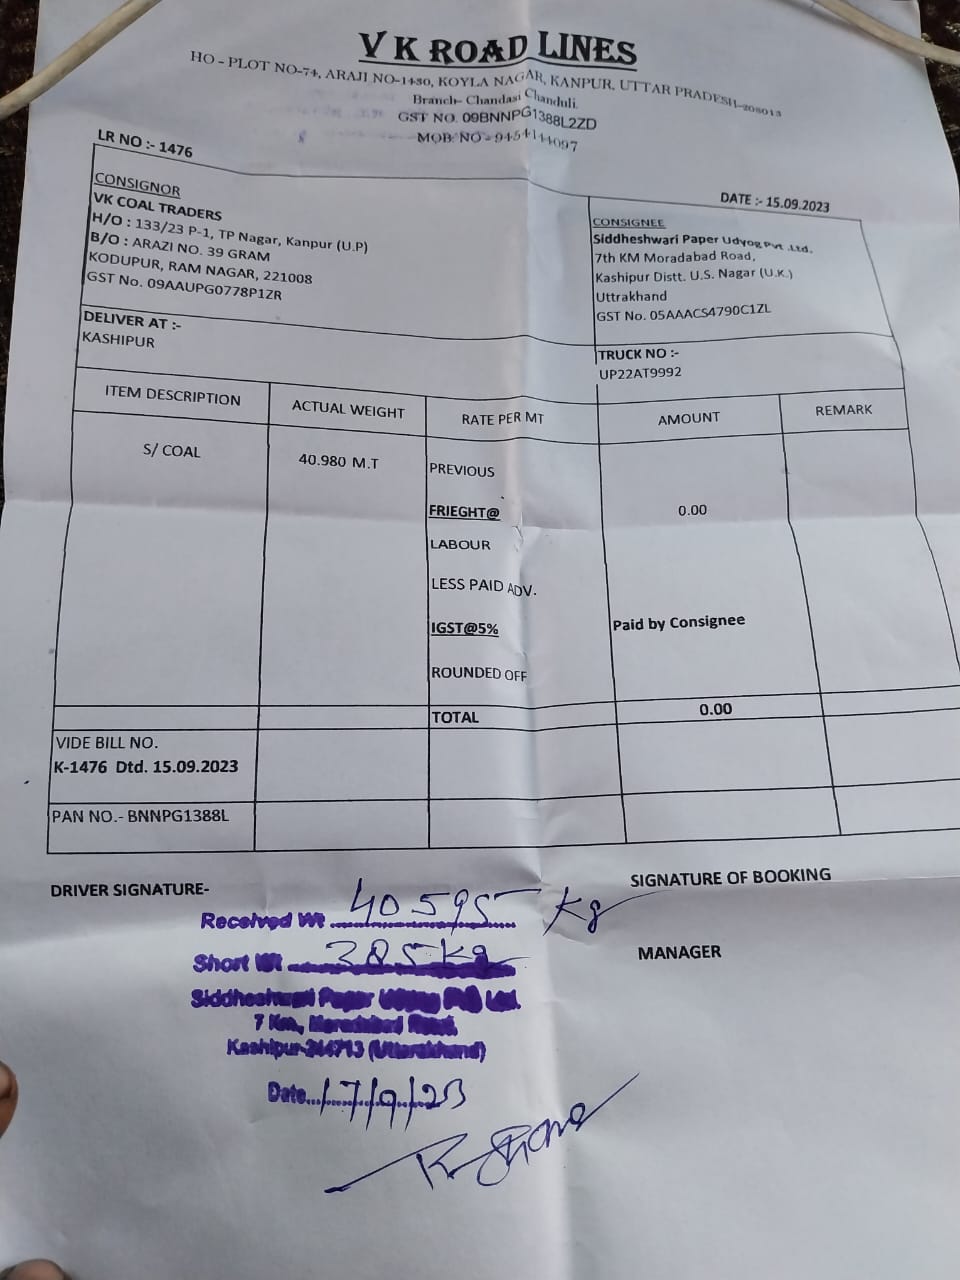 V K ROAD LINES
HO - PLOT NO-74, ARAJI NO-1480, KOYLA NAGAR, KANPUR, UTTAR PRADESH-208013
Branch- Chandasi Chanduli.
GST NO. 09BNNPG1388L2ZD
MOB NO - 9454144097
LR NO :- 1476
DATE :- 15.09.2023
CONSIGNOR
VK COAL TRADERS
H/O : 133/23 P-1, TP Nagar, Kanpur (U.P)
B/O : ARAZI NO. 39 GRAM
KODUPUR, RAM NAGAR, 221008
GST No. 09AAUPG0778P1ZR
CONSIGNEE
Siddheshwari Paper Udyog Pvt .Ltd.
7th KM Moradabad Road,
Kashipur Distt. U.S. Nagar (U.K.)
Uttrakhand
GST No. 05AAACS4790C1ZL
DELIVER AT :-
KASHIPUR
TRUCK NO :-
UP22AT9992
ITEM DESCRIPTION ACTUAL WEIGHT RATE PER MT AMOUNT REMARK
S/ COAL 40.980 M.T PREVIOUS
FRIEGHT@ 0.00
LABOUR
LESS PAID ADV.
IGST@5% Paid by Consignee
ROUNDED OFF
TOTAL 0.00
VIDE BILL NO.
K-1476 Dtd. 15.09.2023
PAN NO.- BNNPG1388L
DRIVER SIGNATURE-
SIGNATURE OF BOOKING
MANAGER
Received Wt 40595 Kg
Short Wt 385 kg
Siddheshwari Paper Udyog Pvt Ltd.
7 Km, Moradabad Road,
Kashipur-244713 (Uttarakhand)
Date 17/9/23